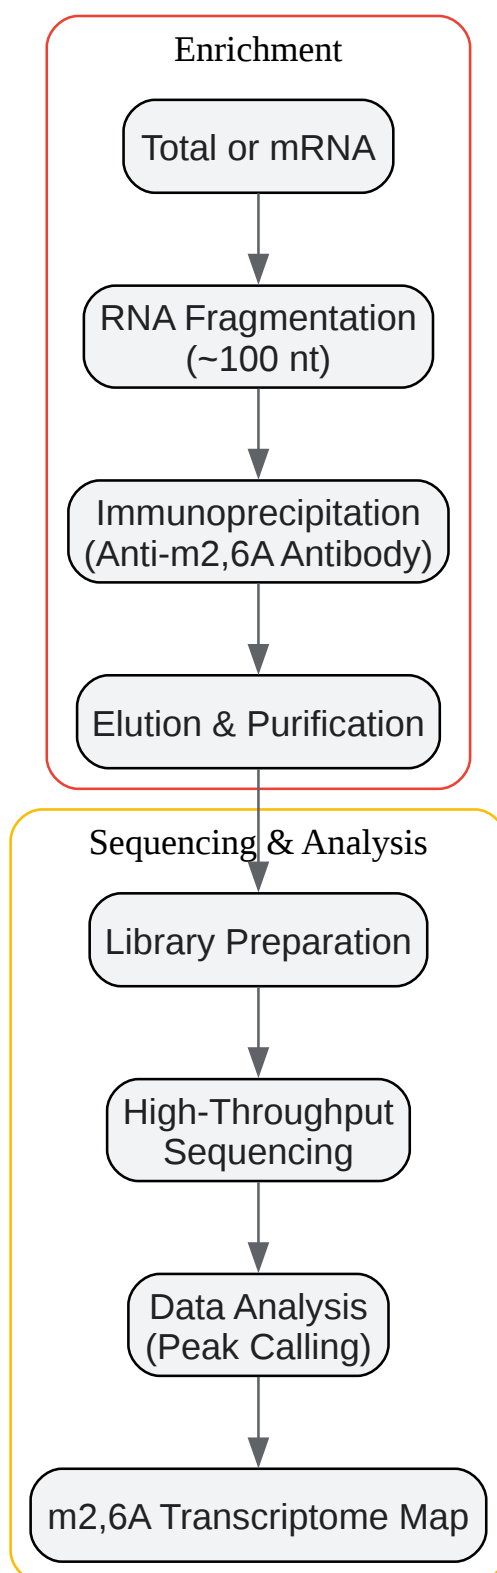 Enrichment
Total or mRNA
RNA Fragmentation
(~100 nt)
Immunoprecipitation
(Anti-m2,6A Antibody)
Elution & Purification
Sequencing & Analysis
Library Preparation
High-Throughput
Sequencing
Data Analysis
(Peak Calling)
m2,6A Transcriptome Map